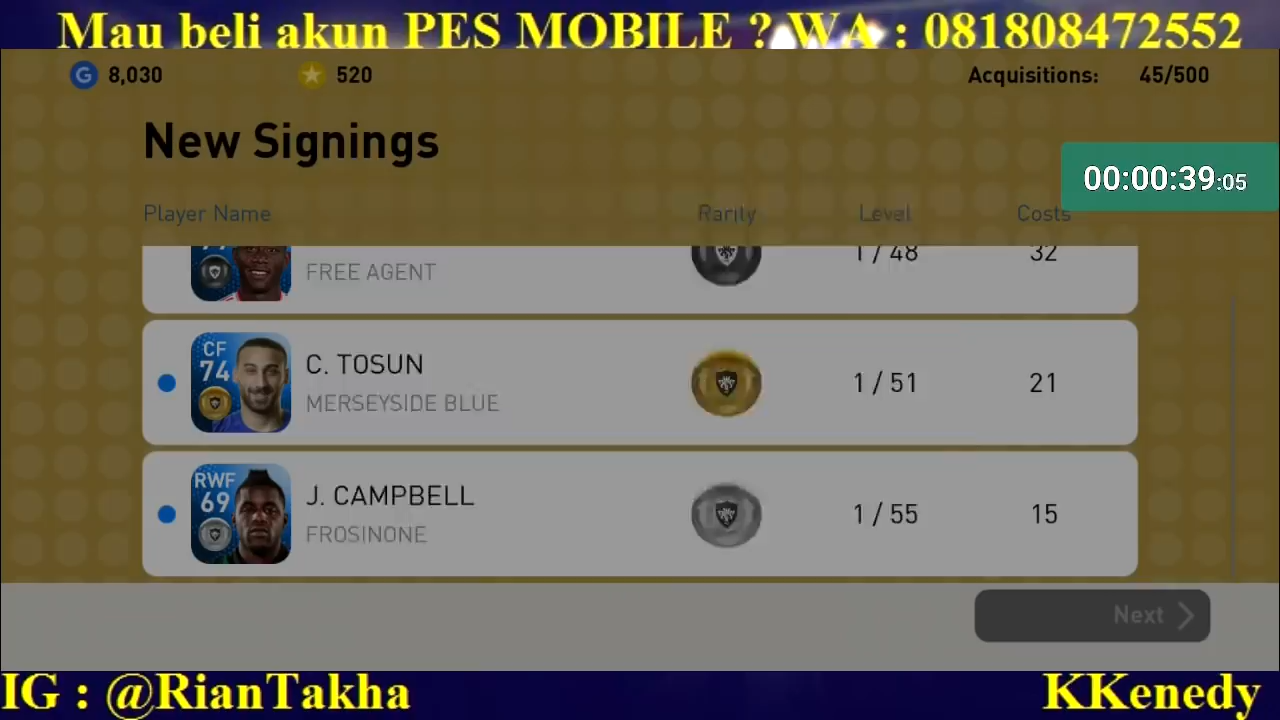 Mau beli akun PES MOBILE ? WA : 081808472552
G 8,030 520 Acquisitions: 45/500
New Signings
00:00:39:05
Player Name Rarity Level Costs
FREE AGENT 1 / 48 32
CF
74
C. TOSUN
MERSEYSIDE BLUE
1 / 51 21
RWF
69
J. CAMPBELL
FROSINONE
1 / 55 15
Next
IG : @RianTakha KKenedy